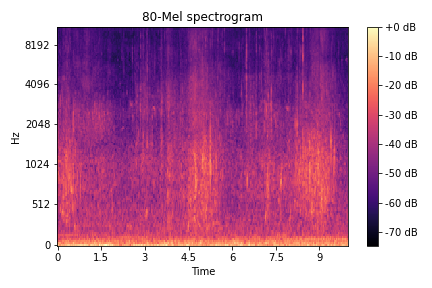 80-Mel spectrogram
+0 dB
8192
-10 dB
4096
-20 dB
-30 dB
2048
Hz
-40 dB
1024
-50 dB
512
-60 dB
-70 dB
0
0 1.5 3 4.5 6 7.5 9
Time